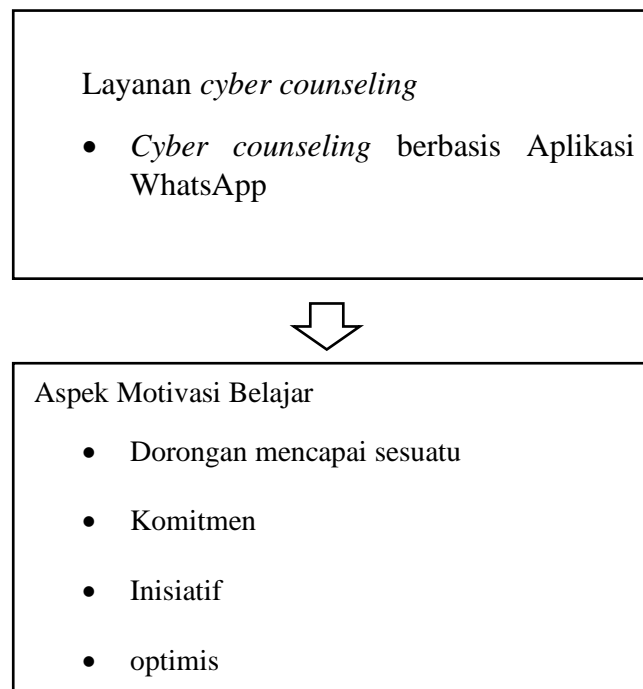 Layanan cyber counseling
• Cyber counseling berbasis Aplikasi
WhatsApp
Aspek Motivasi Belajar
• Dorongan mencapai sesuatu
• Komitmen
• Inisiatif
• optimis